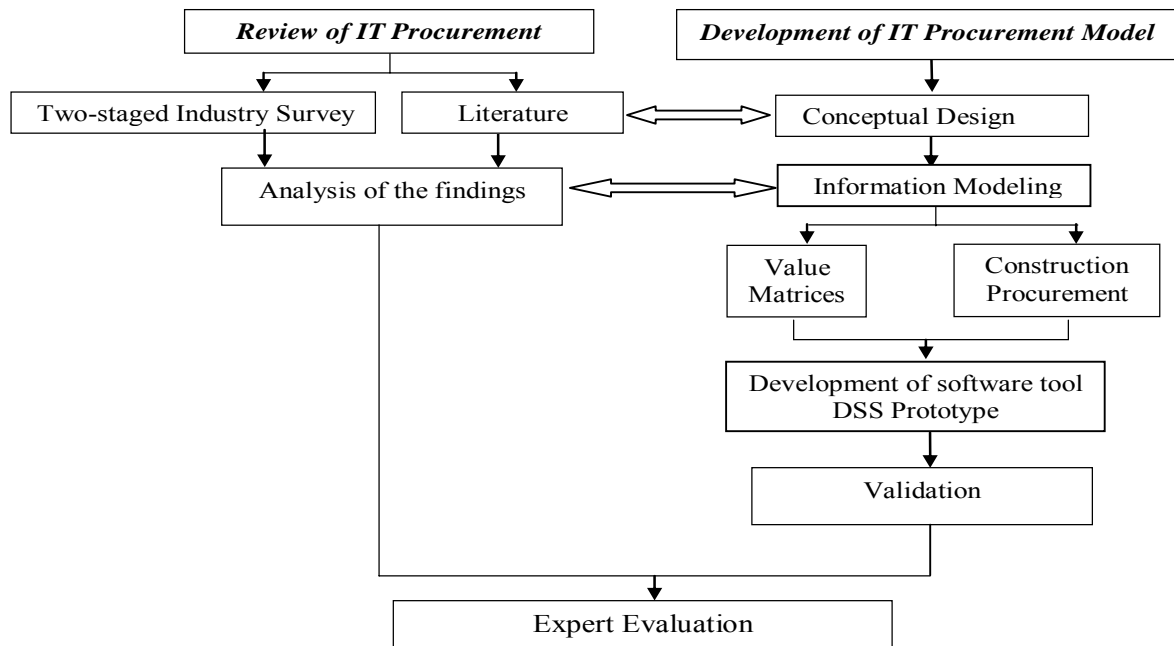 Review of IT Procurement
Development of IT Procurement Model
Two-staged Industry Survey
Literature
Conceptual Design
Analysis of the findings
Information Modeling
Value
Matrices
Construction
Procurement
Development of software tool
DSS Prototype
Validation
Expert Evaluation